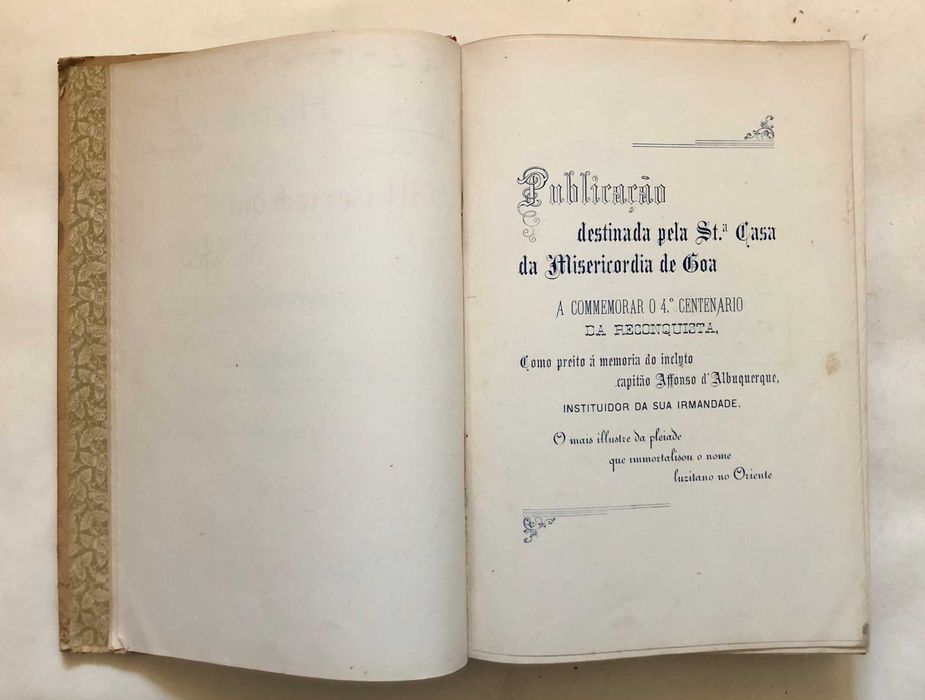 Publicação
destinada pela St.ª Casa
da Misericordia de Goa
A COMMEMORAR O 4.º CENTENARIO
DA RECONQUISTA,
Como preito á memoria do inclyto
capitão Affonso d'Albuquerque,
INSTITUIDOR DA SUA IRMANDADE.
O mais illustre da pleiade
que immortalisou o nome
luzitano no Oriente